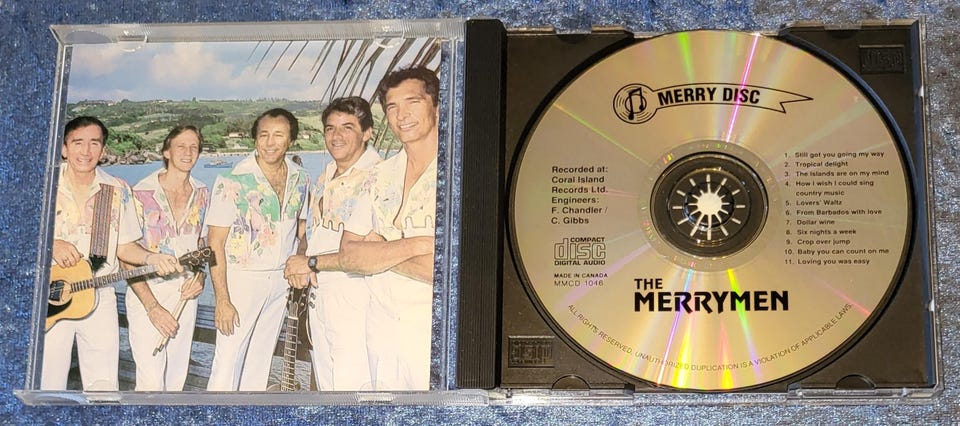 MERRY DISC
Recorded at:
Coral Island
Records Ltd.
Engineers:
F. Chandler /
C. Gibbs
COMPACT
disc
DIGITAL AUDIO
MADE IN CANADA
MMCD 1046
1. Still got you going my way
2. Tropical delight
3. The Islands are on my mind
4. How I wish I could sing
country music
5. Lovers' Waltz
6. From Barbados with love
7. Dollar wine
8. Six nights a week
9. Crop over jump
10. Baby you can count on me
11. Loving you was easy
THE
MERRYMEN
ALL RIGHTS RESERVED, UNAUTHORIZED DUPLICATION IS A VIOLATION OF APPLICABLE LAWS.
disc
disc